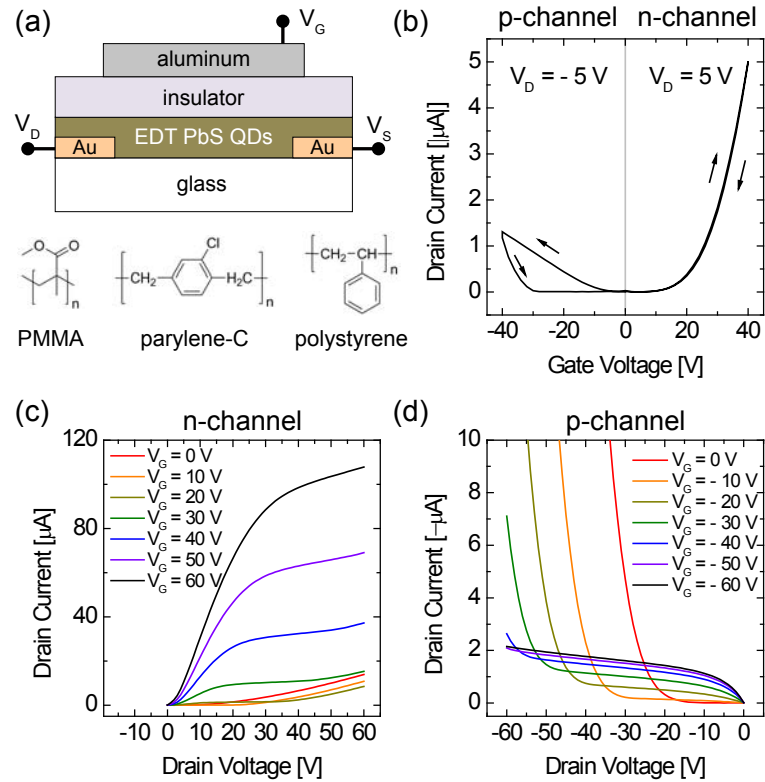 (a)
V_G
aluminum
insulator
V_D
V_S
EDT PbS QDs
Au
Au
glass
O
O
n
PMMA
CH₂
Cl
H₂C
n
parylene-C
CH₂
CH
n
polystyrene
(b)
p-channel
n-channel
V_D = - 5 V
V_D = 5 V
5
4
3
2
1
0
Drain Current [|µA|]
-40
-20
0
20
40
Gate Voltage [V]
(c)
n-channel
120
80
40
0
Drain Current [µA]
V_G = 0 V
V_G = 10 V
V_G = 20 V
V_G = 30 V
V_G = 40 V
V_G = 50 V
V_G = 60 V
-10 0 10 20 30 40 50 60
Drain Voltage [V]
(d)
p-channel
10
8
6
4
2
0
Drain Current [−µA]
V_G = 0 V
V_G = - 10 V
V_G = - 20 V
V_G = - 30 V
V_G = - 40 V
V_G = - 50 V
V_G = - 60 V
-60 -50 -40 -30 -20 -10 0
Drain Voltage [V]